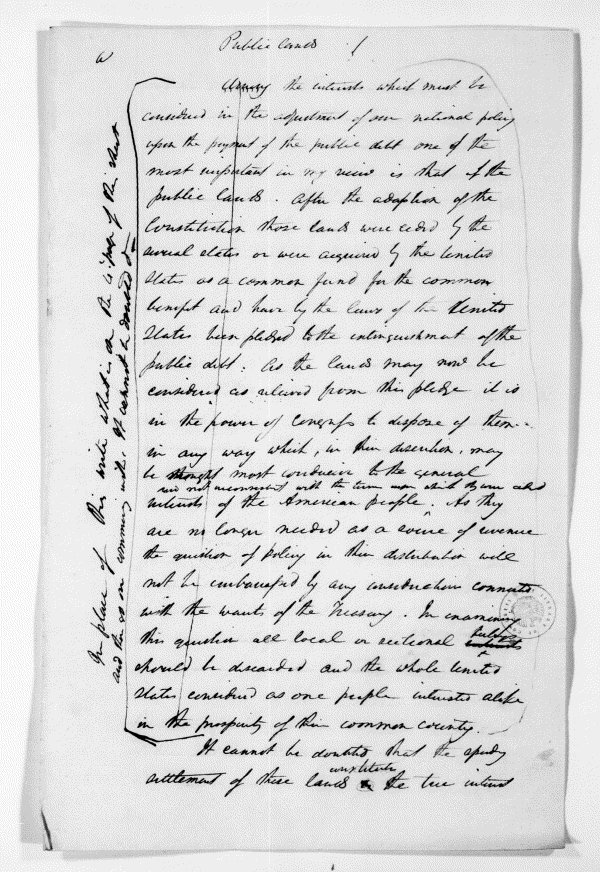 W
Public lands 1
Among the interests which must be
considered in the adjustment of our national policy
upon the payment of the public debt one of the
most important in my view is that of the
public lands. After the adoption of the
Constitution those lands were ceded by the
several states or were acquired by the United
States as a common fund for the common
benefit and have by the laws of the United
States been pledged to the extinguishment of the
public debt: As the lands may now be
considered as relieved from this pledge it is
in the power of Congress to dispose of them
in any way which, in their discretion, may
be thought most conducive to the general
and not inconsistent with the terms upon which they were ceded
interests of the American people. As they
are no longer needed as a source of revenue
the question of policy in their distribution will
not be embarrassed by any consideration connected
with the wants of the Treasury. In examining
this question all local or sectional feelings
interests
should be discarded and the whole United
States considered as one people interested alike
in the prosperity of their common country.
It cannot be doubted that the speedy
constitutes
settlement of these lands the true interest
In place of this write what is on the paper of this sheet
and then go on commencing with: It cannot be doubted &